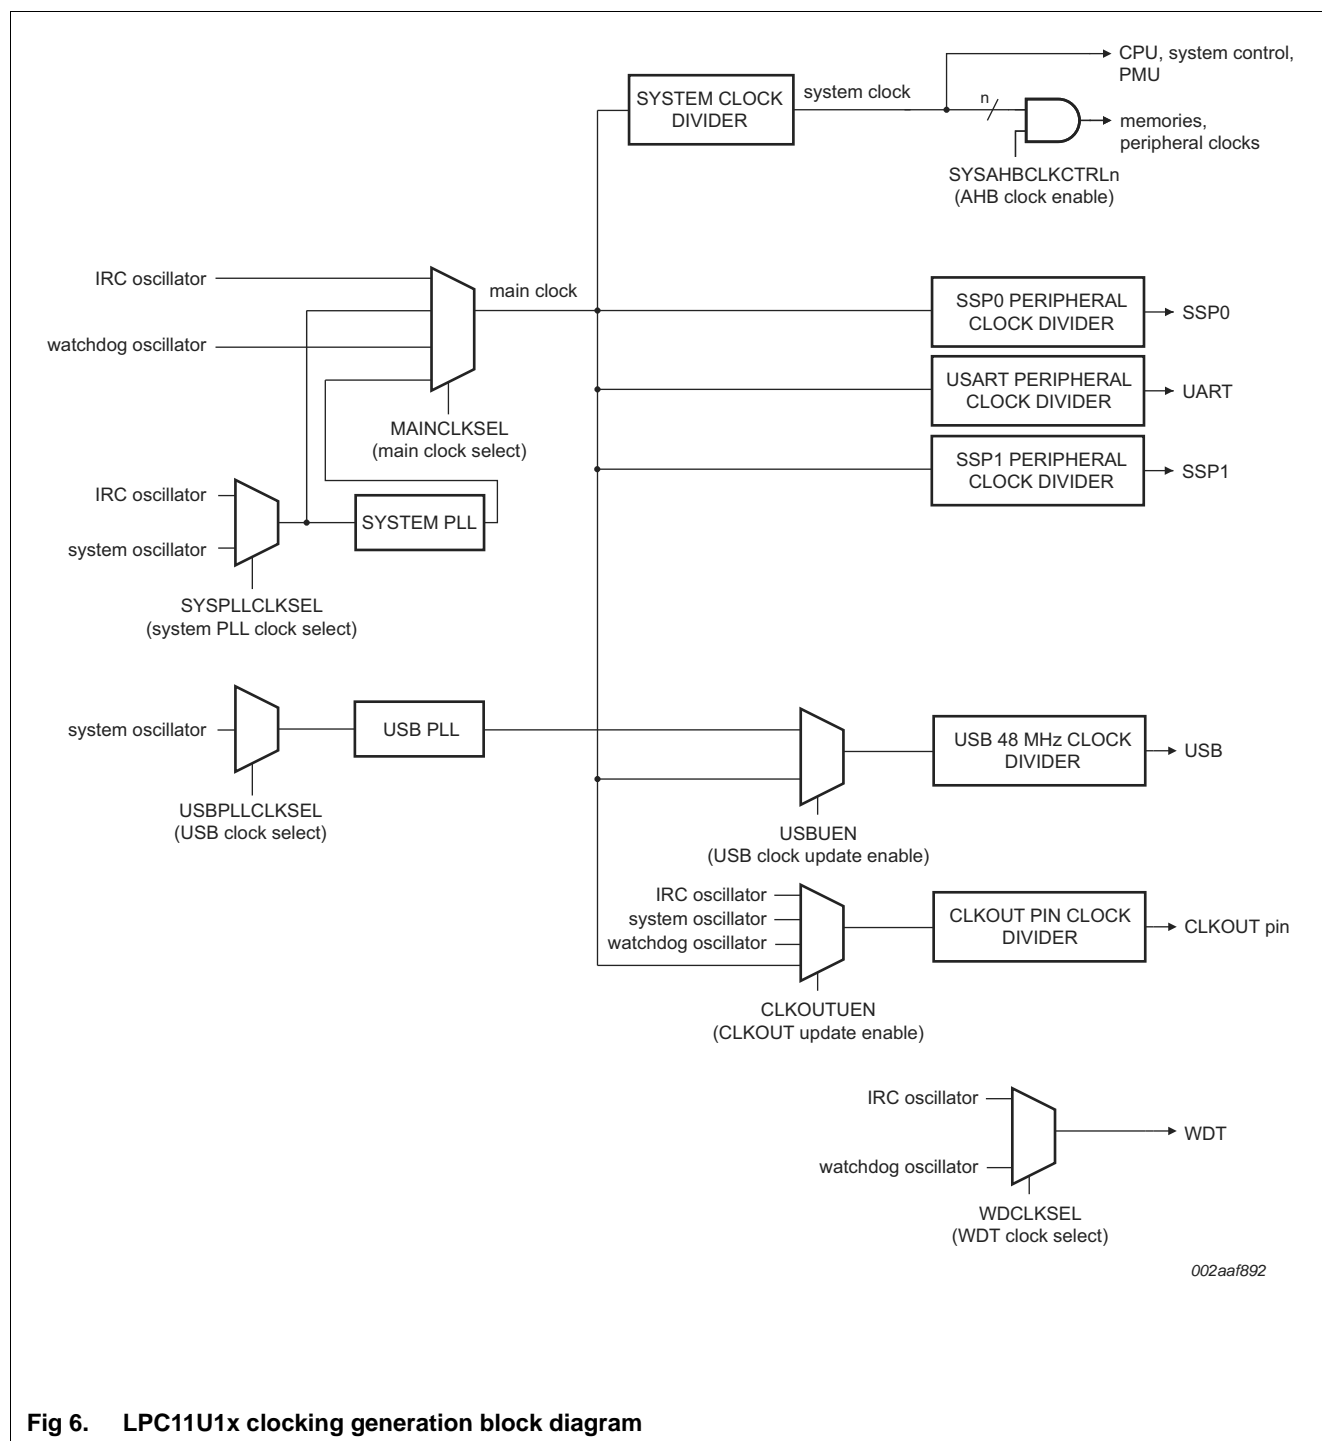 CPU, system control,
PMU
SYSTEM CLOCK
DIVIDER
system clock
n
memories,
peripheral clocks
SYSAHBCLKCTRLn
(AHB clock enable)
IRC oscillator
main clock
watchdog oscillator
SSP0 PERIPHERAL
CLOCK DIVIDER
SSP0
USART PERIPHERAL
CLOCK DIVIDER
UART
MAINCLKSEL
(main clock select)
SSP1 PERIPHERAL
CLOCK DIVIDER
SSP1
IRC oscillator
SYSTEM PLL
system oscillator
SYSPLLCLKSEL
(system PLL clock select)
system oscillator
USB PLL
USB 48 MHz CLOCK
DIVIDER
USB
USBPLLCLKSEL
(USB clock select)
USBUEN
(USB clock update enable)
IRC oscillator
system oscillator
watchdog oscillator
CLKOUT PIN CLOCK
DIVIDER
CLKOUT pin
CLKOUTUEN
(CLKOUT update enable)
IRC oscillator
WDT
watchdog oscillator
WDCLKSEL
(WDT clock select)
002aaf892
Fig 6. LPC11U1x clocking generation block diagram